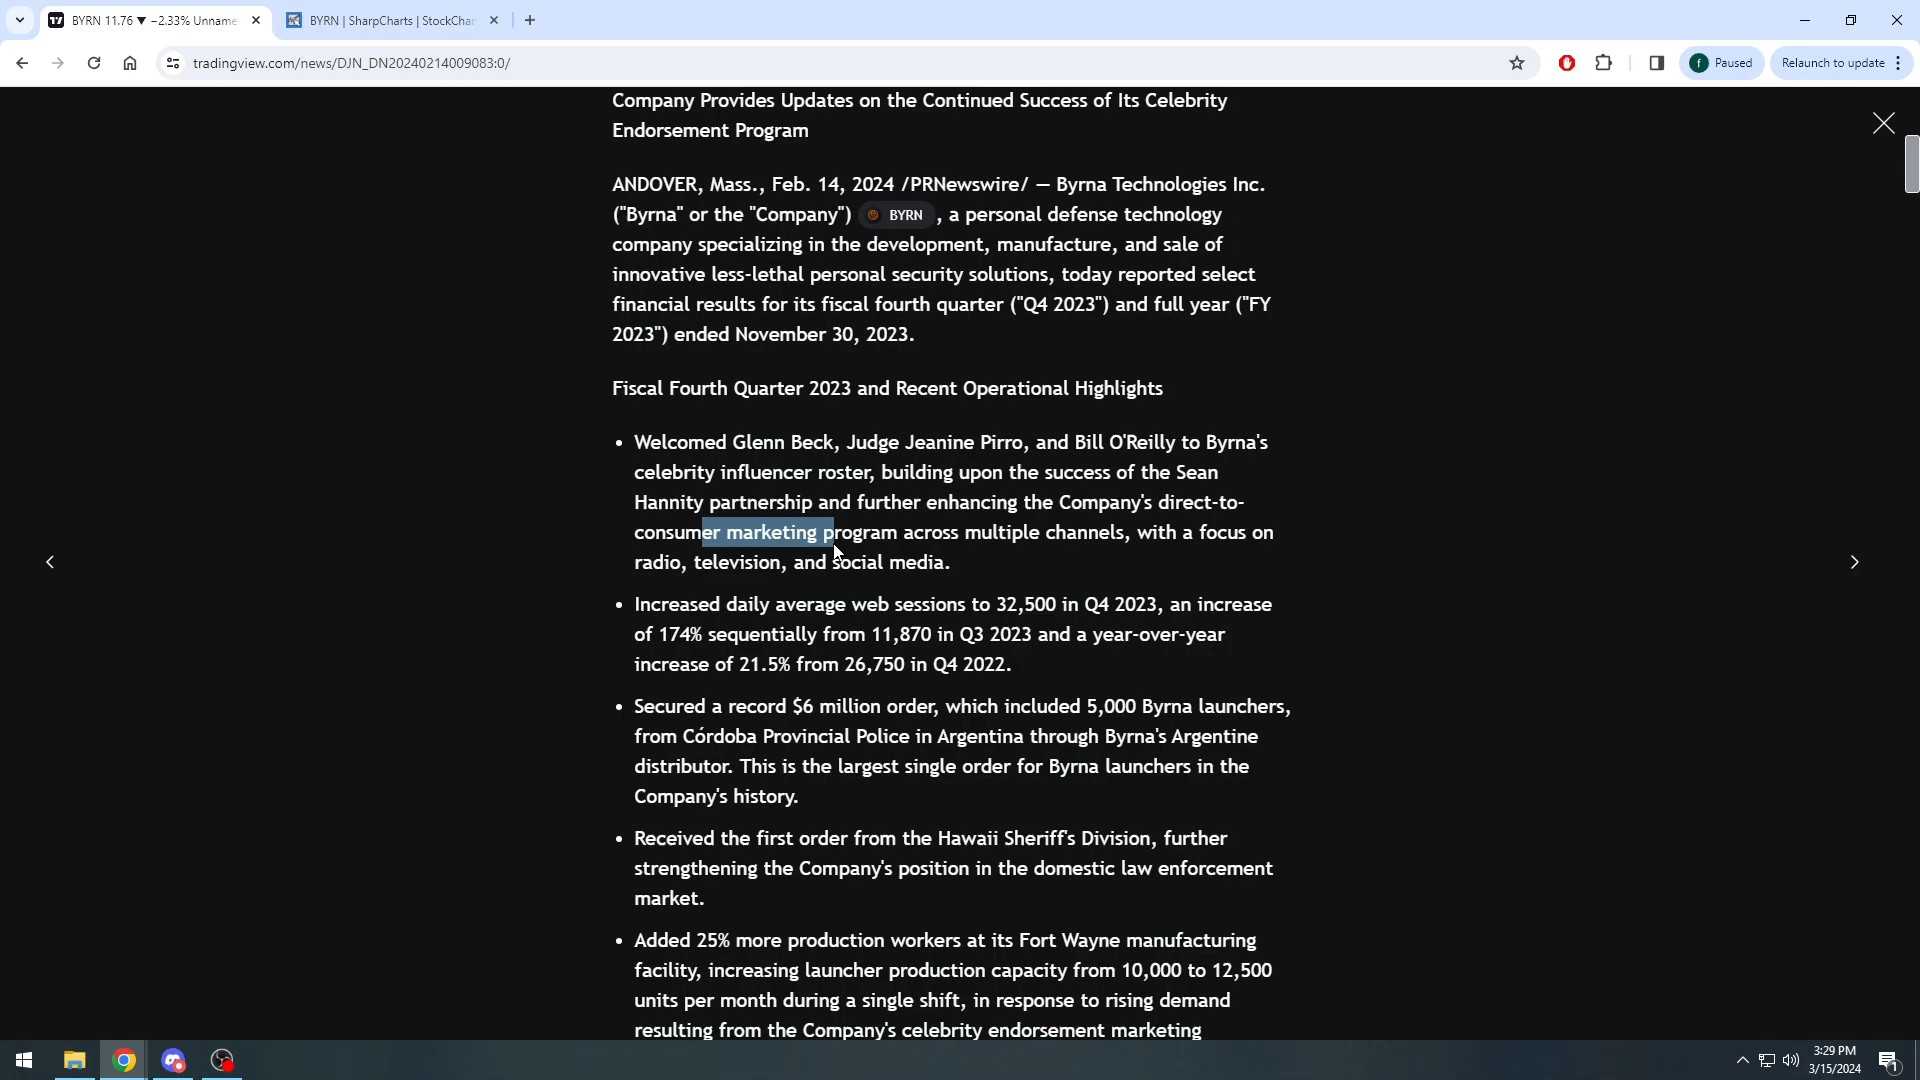 BYRN 11.76 ▼ −2.33% Unname
BYRN | SharpCharts | StockChar
tradingview.com/news/DJN_DN20240214009083:0/
f Paused
Relaunch to update
Company Provides Updates on the Continued Success of Its Celebrity
Endorsement Program
ANDOVER, Mass., Feb. 14, 2024 /PRNewswire/ — Byrna Technologies Inc.
("Byrna" or the "Company") BYRN , a personal defense technology
company specializing in the development, manufacture, and sale of
innovative less-lethal personal security solutions, today reported select
financial results for its fiscal fourth quarter ("Q4 2023") and full year ("FY
2023") ended November 30, 2023.
Fiscal Fourth Quarter 2023 and Recent Operational Highlights
• Welcomed Glenn Beck, Judge Jeanine Pirro, and Bill O'Reilly to Byrna's
celebrity influencer roster, building upon the success of the Sean
Hannity partnership and further enhancing the Company's direct-to-
consumer marketing program across multiple channels, with a focus on
radio, television, and social media.
• Increased daily average web sessions to 32,500 in Q4 2023, an increase
of 174% sequentially from 11,870 in Q3 2023 and a year-over-year
increase of 21.5% from 26,750 in Q4 2022.
• Secured a record $6 million order, which included 5,000 Byrna launchers,
from Córdoba Provincial Police in Argentina through Byrna's Argentine
distributor. This is the largest single order for Byrna launchers in the
Company's history.
• Received the first order from the Hawaii Sheriff's Division, further
strengthening the Company's position in the domestic law enforcement
market.
• Added 25% more production workers at its Fort Wayne manufacturing
facility, increasing launcher production capacity from 10,000 to 12,500
units per month during a single shift, in response to rising demand
resulting from the Company's celebrity endorsement marketing
3:29 PM
3/15/2024
1